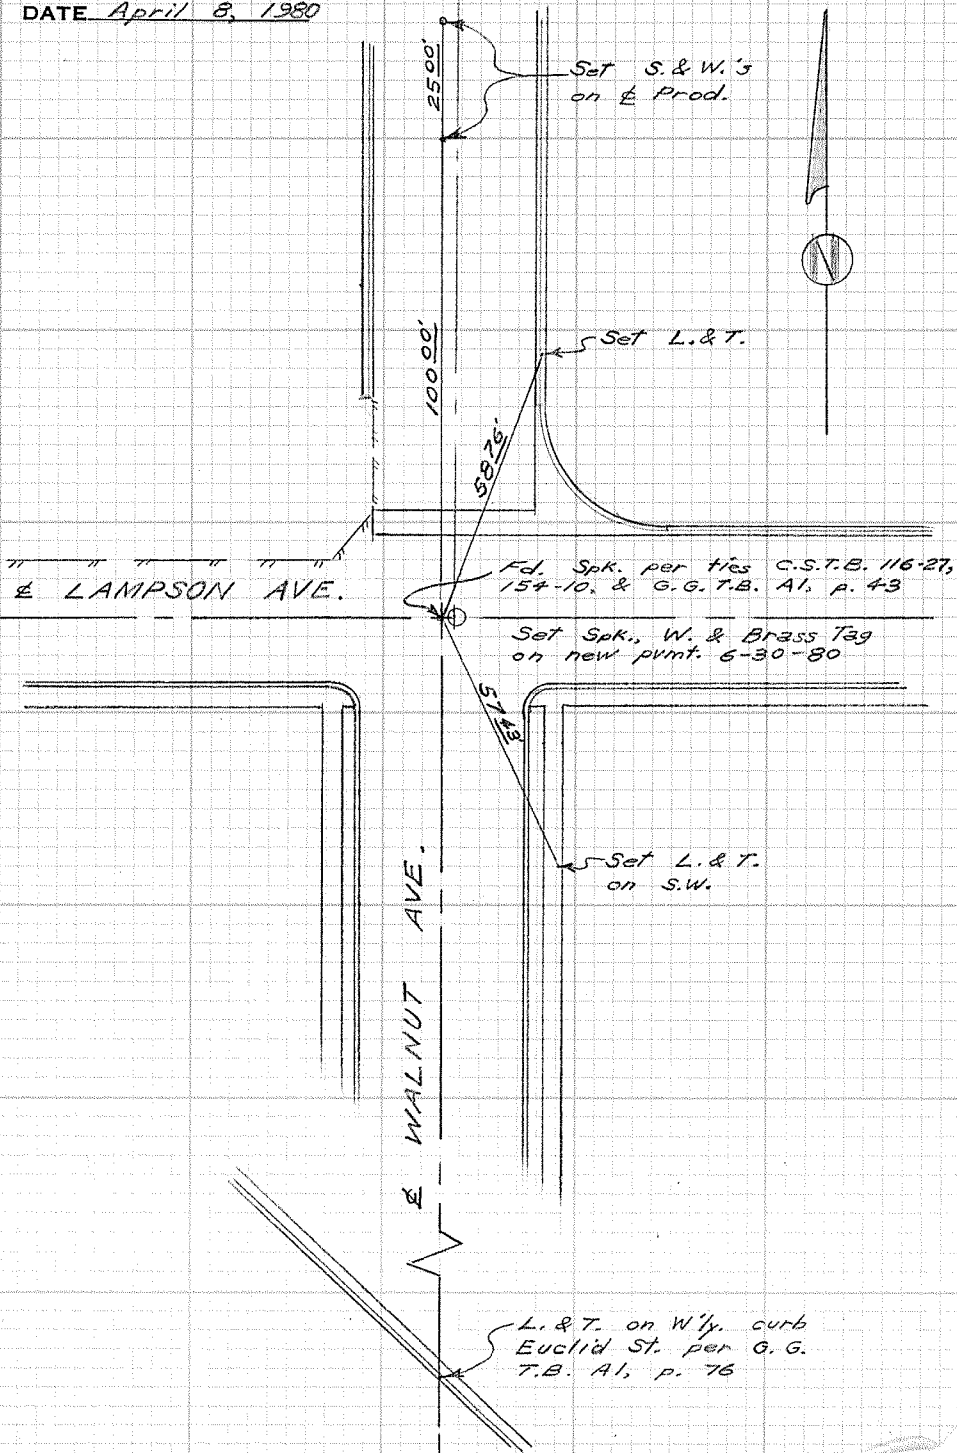 DATE April 8, 1980
25 00'
Set S. & W.'s
on ℄ Prod.
N
100 00'
Set L. & T.
58 76'
Fd. Spk. per ties C.S.T.B. 116-27,
154-10, & G.G. T.B. A1, p. 43
℄ LAMPSON AVE.
Set Spk., W. & Brass Tag
on new pvmt. 6-30-80
57 43'
Set L. & T.
on S.W.
℄ WALNUT AVE.
L. & T. on W'ly. curb
Euclid St. per G. G.
T.B. A1, p. 76